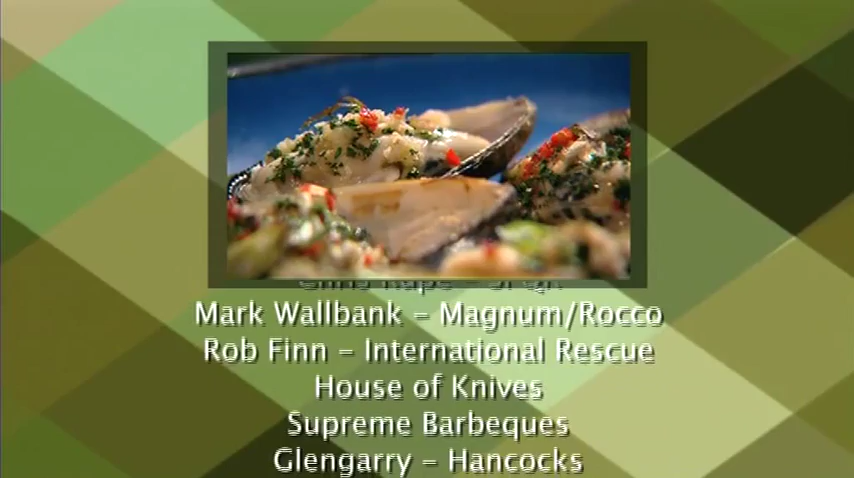 Mark Wallbank - Magnum/Rocco
Rob Finn - International Rescue
House of Knives
Supreme Barbeques
Glengarry - Hancocks